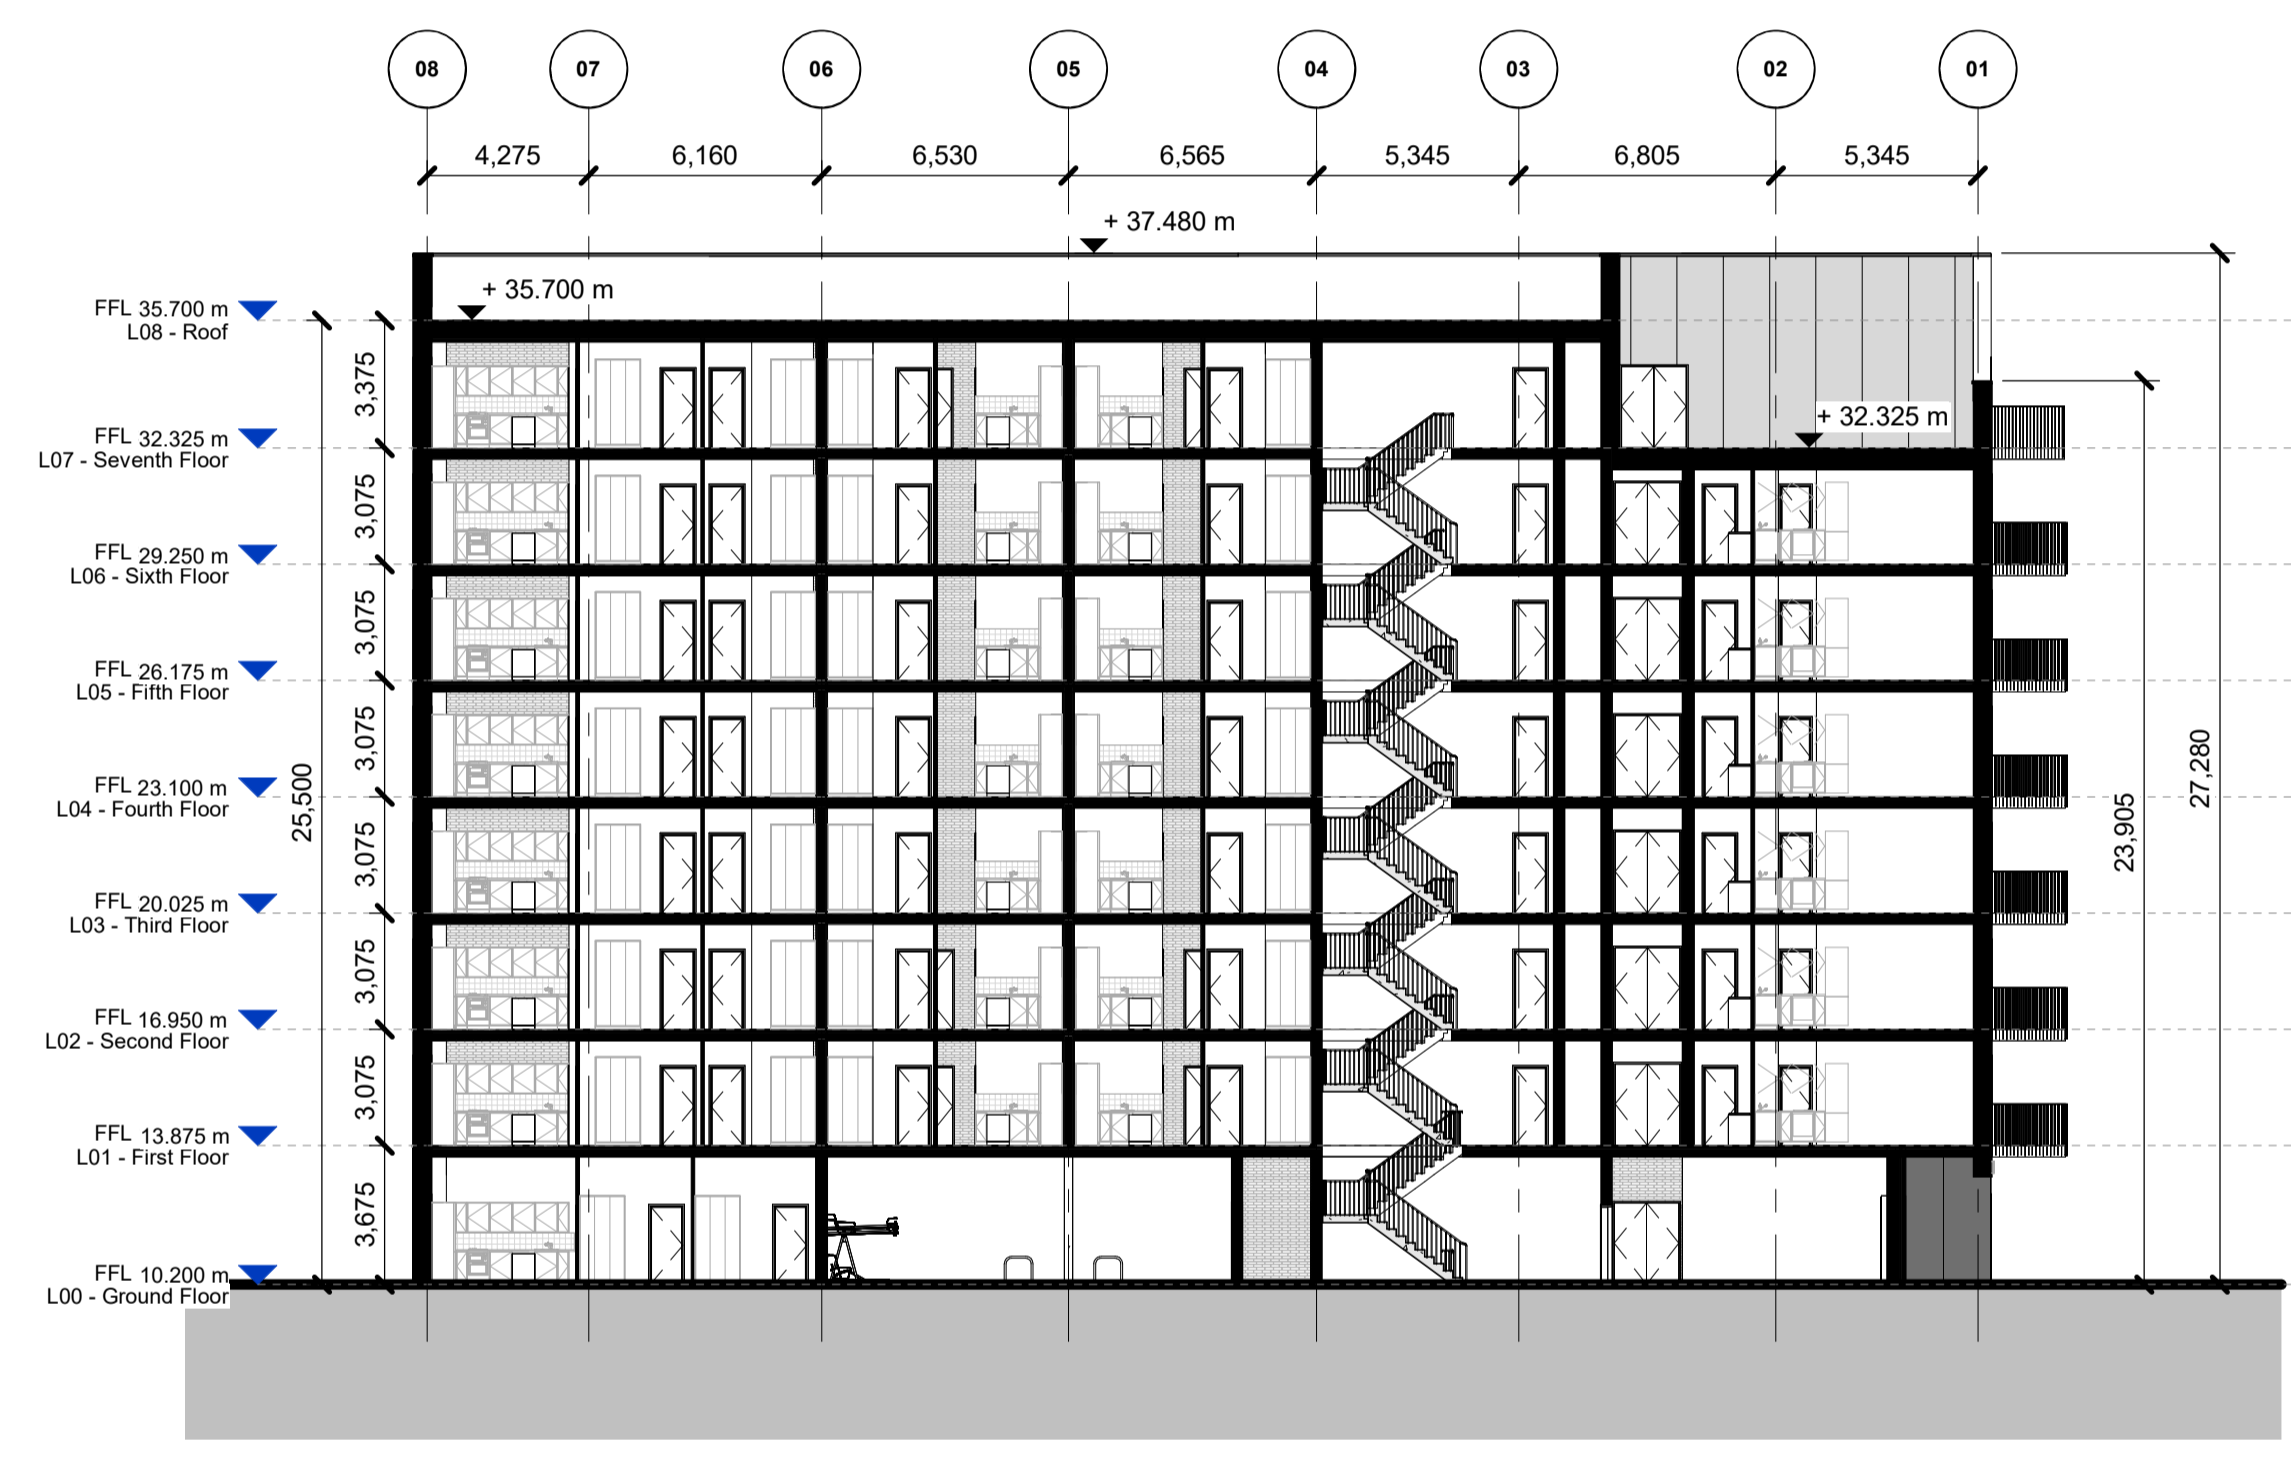 08 07 06 05 04 03 02 01
4,275 6,160 6,530 6,565 5,345 6,805 5,345
+ 37.480 m
+ 35.700 m
FFL 35.700 m
L08 - Roof
3,375
+ 32.325 m
FFL 32.325 m
L07 - Seventh Floor
3,075
FFL 29.250 m
L06 - Sixth Floor
3,075
FFL 26.175 m
L05 - Fifth Floor
3,075
FFL 23.100 m
L04 - Fourth Floor
25,500
27,280
23,905
3,075
FFL 20.025 m
L03 - Third Floor
3,075
FFL 16.950 m
L02 - Second Floor
3,075
FFL 13.875 m
L01 - First Floor
3,675
FFL 10.200 m
L00 - Ground Floor